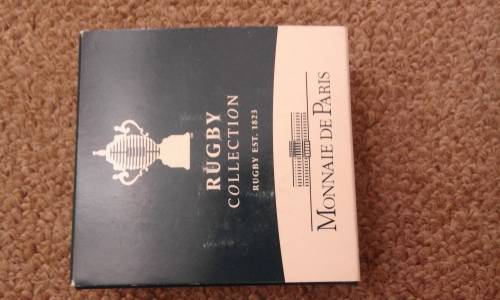 RUGBY
COLLECTION
RUGBY EST. 1823
MONNAIE DE PARIS